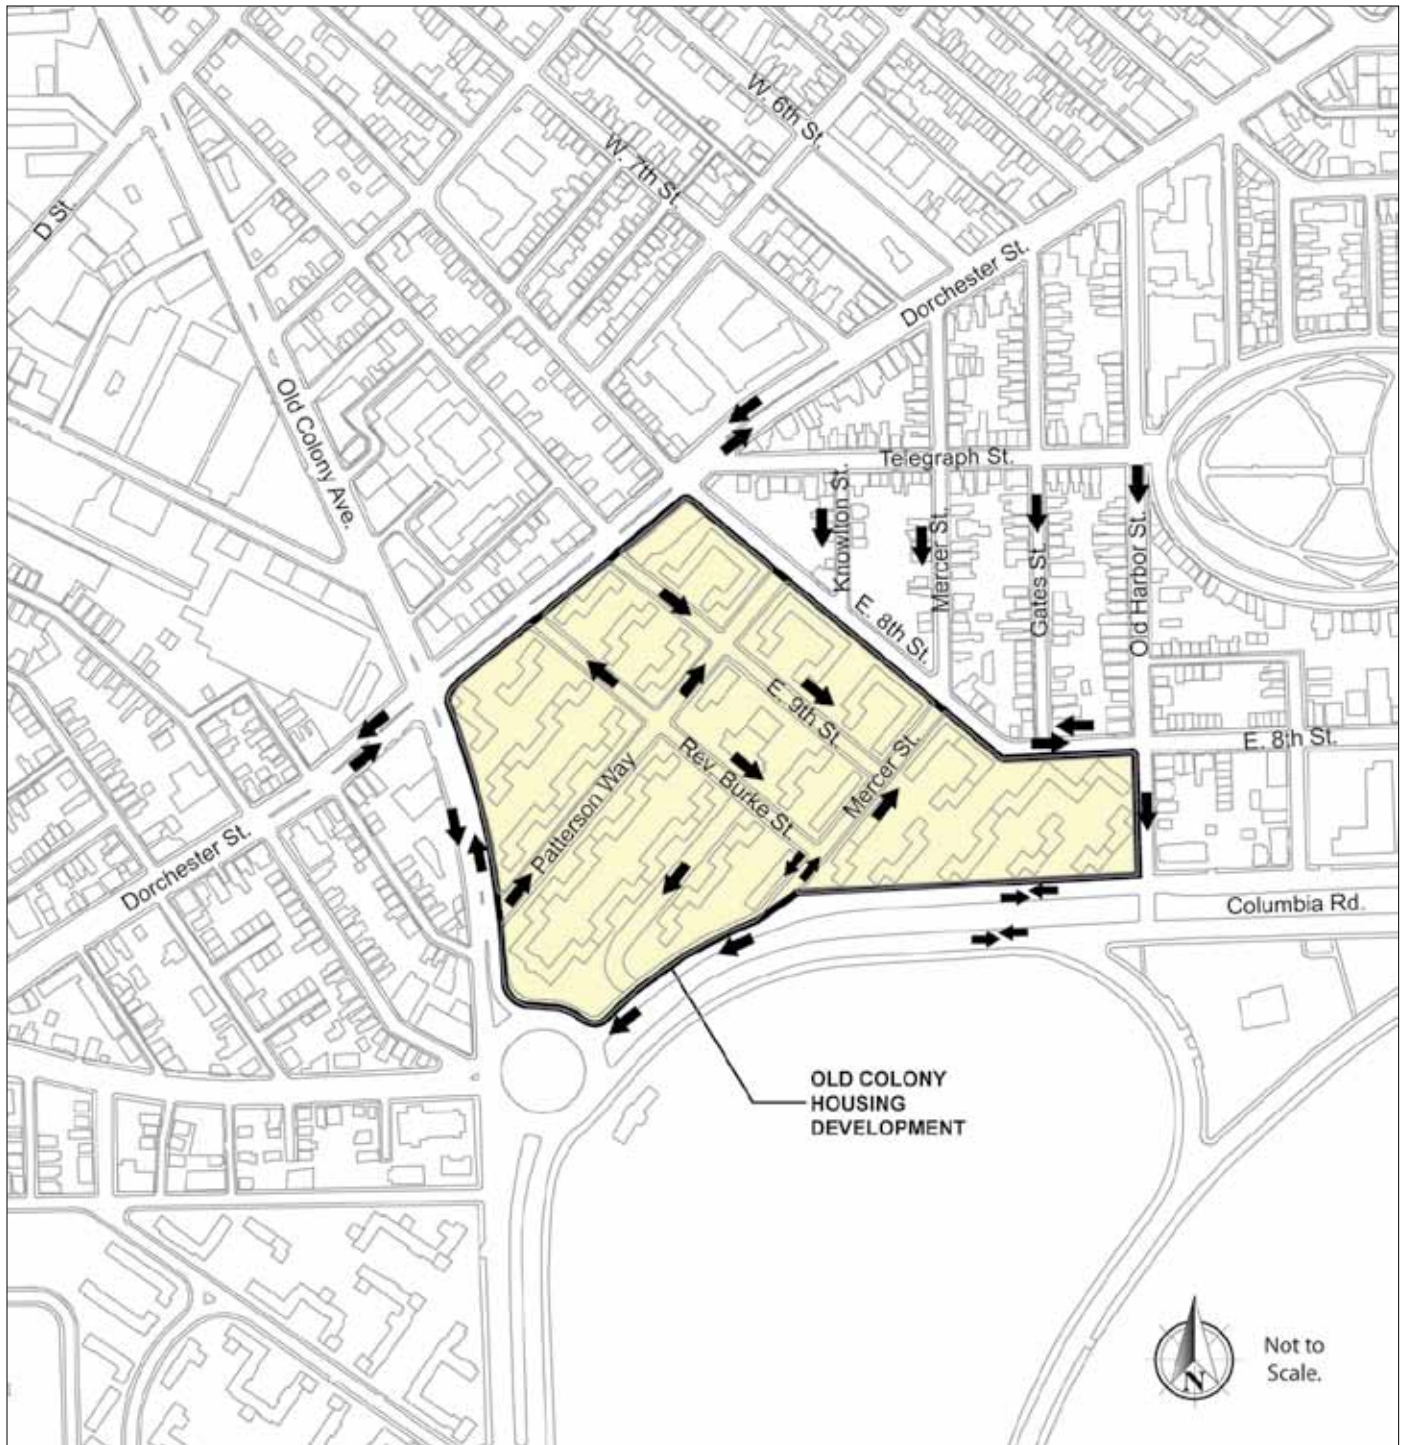 W. 6th St.
W. 7th St.
D St.
Dorchester St.
Old Colony Ave.
Telegraph St.
Knowlton St.
Mercer St.
Gates St.
Old Harbor St.
E. 8th St.
E. 9th St.
E. 8th St.
Rev. Burke St.
Mercer St.
Patterson Way
Dorchester St.
Columbia Rd.
OLD COLONY
HOUSING
DEVELOPMENT
N
Not to
Scale.